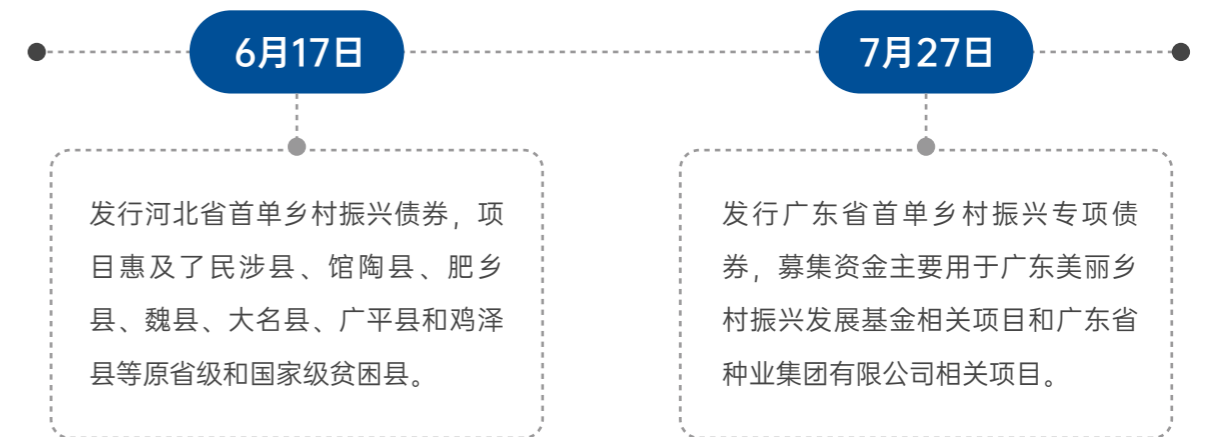 6月17日
发行河北省首单乡村振兴债券，项
目惠及了民涉县、馆陶县、肥乡
县、魏县、大名县、广平县和鸡泽
县等原省级和国家级贫困县。
7月27日
发行广东省首单乡村振兴专项债
券，募集资金主要用于广东美丽乡
村振兴发展基金相关项目和广东省
种业集团有限公司相关项目。